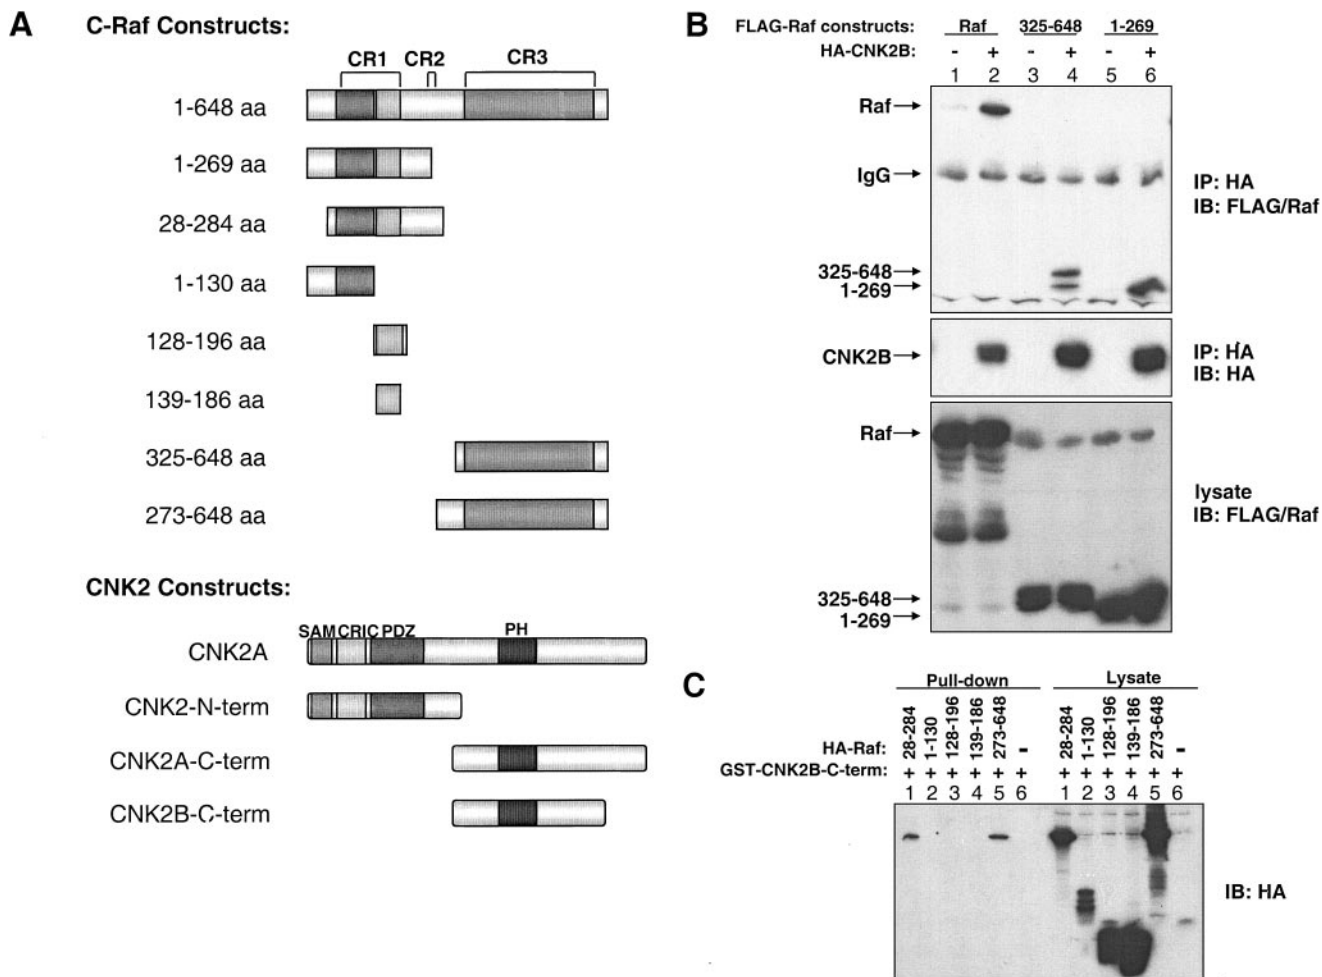 A
C-Raf Constructs:
CR1 CR2 CR3
1-648 aa
1-269 aa
28-284 aa
1-130 aa
128-196 aa
139-186 aa
325-648 aa
273-648 aa
CNK2 Constructs:
SAM CRIC PDZ PH
CNK2A
CNK2-N-term
CNK2A-C-term
CNK2B-C-term
B
FLAG-Raf constructs: Raf 325-648 1-269
HA-CNK2B: - + - + - +
1 2 3 4 5 6
Raf
IgG
325-648
1-269
IP: HA
IB: FLAG/Raf
CNK2B
IP: HA
IB: HA
Raf
325-648
1-269
lysate
IB: FLAG/Raf
C
Pull-down Lysate
HA-Raf: 28-284 1-130 128-196 139-186 273-648 - 28-284 1-130 128-196 139-186 273-648 -
GST-CNK2B-C-term: + + + + + + + + + + + +
1 2 3 4 5 6 1 2 3 4 5 6
IB: HA